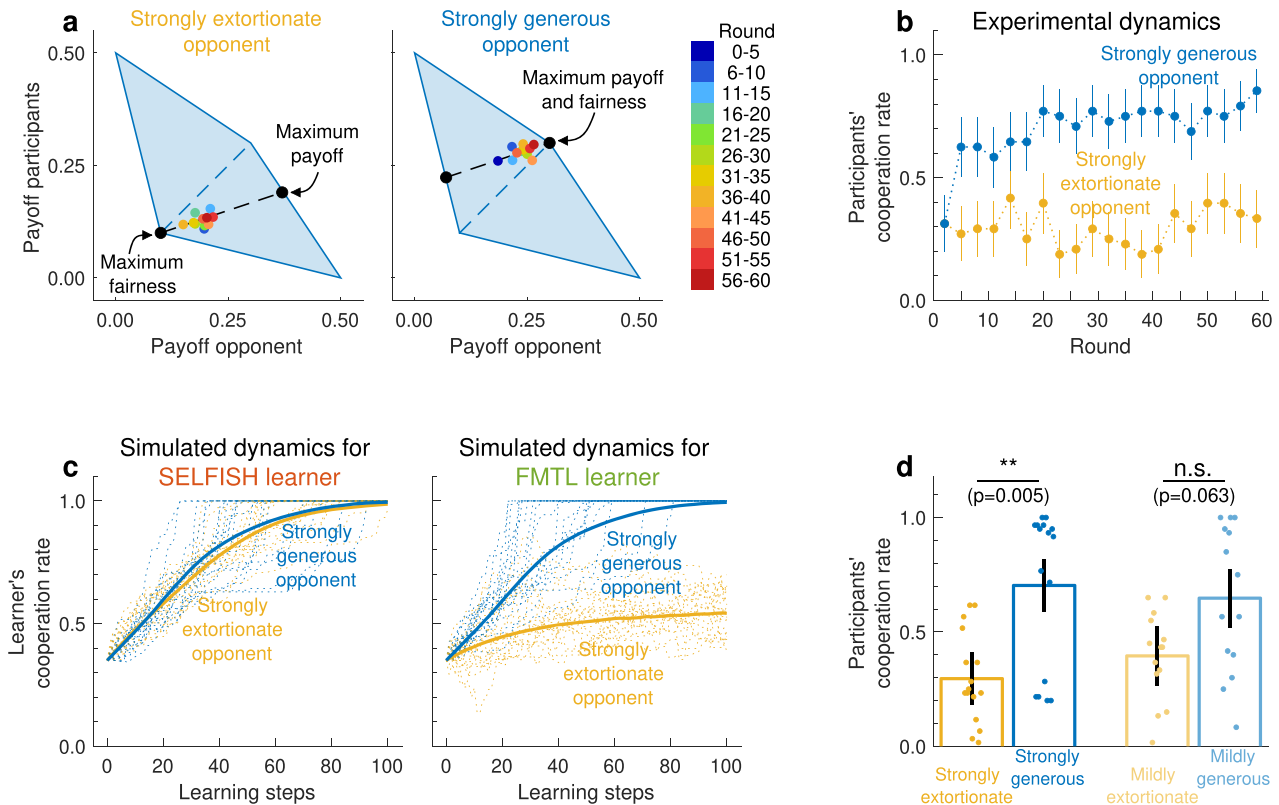 a
Strongly extortionate
opponent
Strongly generous
opponent
Payoff participants
0.50
0.25
0.00
Maximum
payoff
Maximum
fairness
0.00
0.25
0.50
Payoff opponent
Maximum payoff
and fairness
0.00
0.25
0.50
Payoff opponent
Round
0-5
6-10
11-15
16-20
21-25
26-30
31-35
36-40
41-45
46-50
51-55
56-60
b
Experimental dynamics
Participants'
cooperation rate
1.0
0.5
0.0
Strongly generous
opponent
Strongly
extortionate
opponent
0
10
20
30
40
50
60
Round
c
Simulated dynamics for
SELFISH learner
Learner's
cooperation rate
1.0
0.5
0.0
Strongly
generous
opponent
Strongly
extortionate
opponent
0
20
40
60
80
100
Learning steps
Simulated dynamics for
FMTL learner
Strongly
generous
opponent
Strongly
extortionate
opponent
0
20
40
60
80
100
Learning steps
d
Participants'
cooperation rate
1.0
0.5
0.0
**
(p=0.005)
n.s.
(p=0.063)
Strongly
extortionate
Strongly
generous
Mildly
extortionate
Mildly
generous